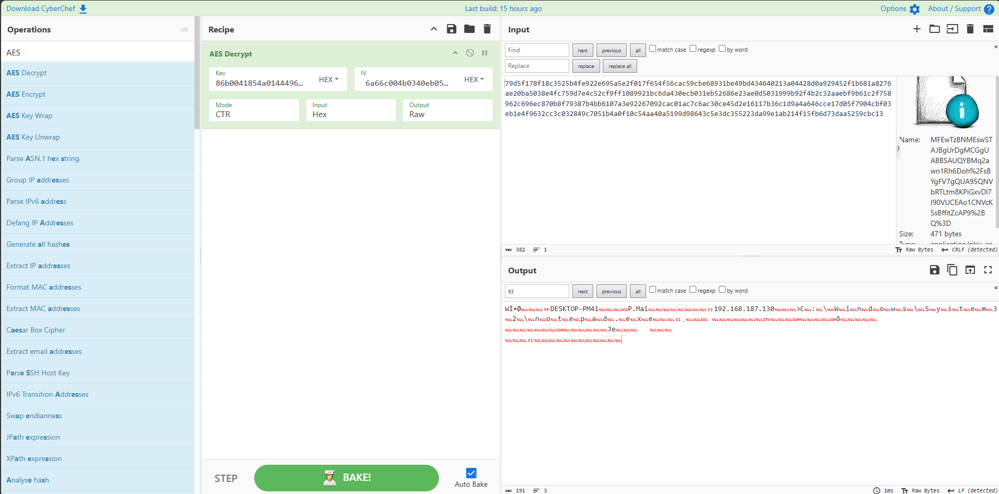 Download CyberChef
Last build: 15 hours ago
Options
About / Support
Operations
465
AES
AES Decrypt
AES Encrypt
AES Key Wrap
AES Key Unwrap
Parse ASN.1 hex string
Group IP addresses
Parse IPv6 address
Defang IP Addresses
Generate all hashes
Extract IP addresses
Format MAC addresses
Extract MAC addresses
Caesar Box Cipher
Extract email addresses
Parse SSH Host Key
IPv6 Transition Addresses
Swap endianness
JPath expression
XPath expression
Analyse hash
Recipe
AES Decrypt
Key
86b0041854a0144496...
HEX
IV
6a66c004b0340eb05...
HEX
Mode
CTR
Input
Hex
Output
Raw
STEP
BAKE!
Auto Bake
Input
Find
next
previous
all
match case
regexp
by word
Replace
replace
replace all
79d5f178f18c3525b4fe922e695a5e2f017f654f56cac59cbe68931be49bd434640213a04428d0a929452f1b681a8276
ae20ba5038e4fc759d7e4c52cf9ff1089921bc6da430ecb031eb52686e23ae0d5031999b92f4b2c32aaebf9b61c2f758
962c696ec870b8f79387b4bb6107a3e92267092cac01ac7c6ac30ce45d2e16117b36c1d9a4a646cce17d05f7904cbf03
eb1e4f9632cc3c032849c7051b4a0f10c54aa40a5199d98643c5e3dc355223da99e1ab214f15fb6d73daa5259cbc13
Name:
MFEwTzBNMEswST
AJBgUrDgMCGgU
ABBSAUQYBMq2a
wn1Rh6Doh%2FsB
YgFV7gQUA95QNV
bRTLtm8KPiGxvDI7
I90VUCEAo1CNVcK
SsBffitZcAP9%2B
Q%3D
Size:
471 bytes
382
1
Raw Bytes
CRLF (detected)
Output
63
next
previous
all
match case
regexp
by word
WÏ•ØNULNULNULFFDESKTOP-PM41NULNULNULACKP.MaiNULNULNULNULNULNULNULNULSI192.168.187.130NULNULNUL>CNUL:NUL\NULWNULiNULnNULdNULoNULwNULsNUL\NULSNULyNULsNULtNULeNULmNUL3
NUL2NUL\NULnNULoNULtNULeNULpNULaNULdNUL.NULeNULxNULeNULNULNULSI¸NULNULESC NULNULNULNULNULNULNULSTXNULNULNULSOHNULNULNULNULNULSOHÔNULNULNULNULNUL
NULNULNULNULNULNULNULSOHNULNULNULNULNULNULJeNULNULNUL NULNULNUL
NULNULNULSINULNULNULNULNULNULNULNULNULNULNULNUL
191
3
1ms
Raw Bytes
LF (detected)